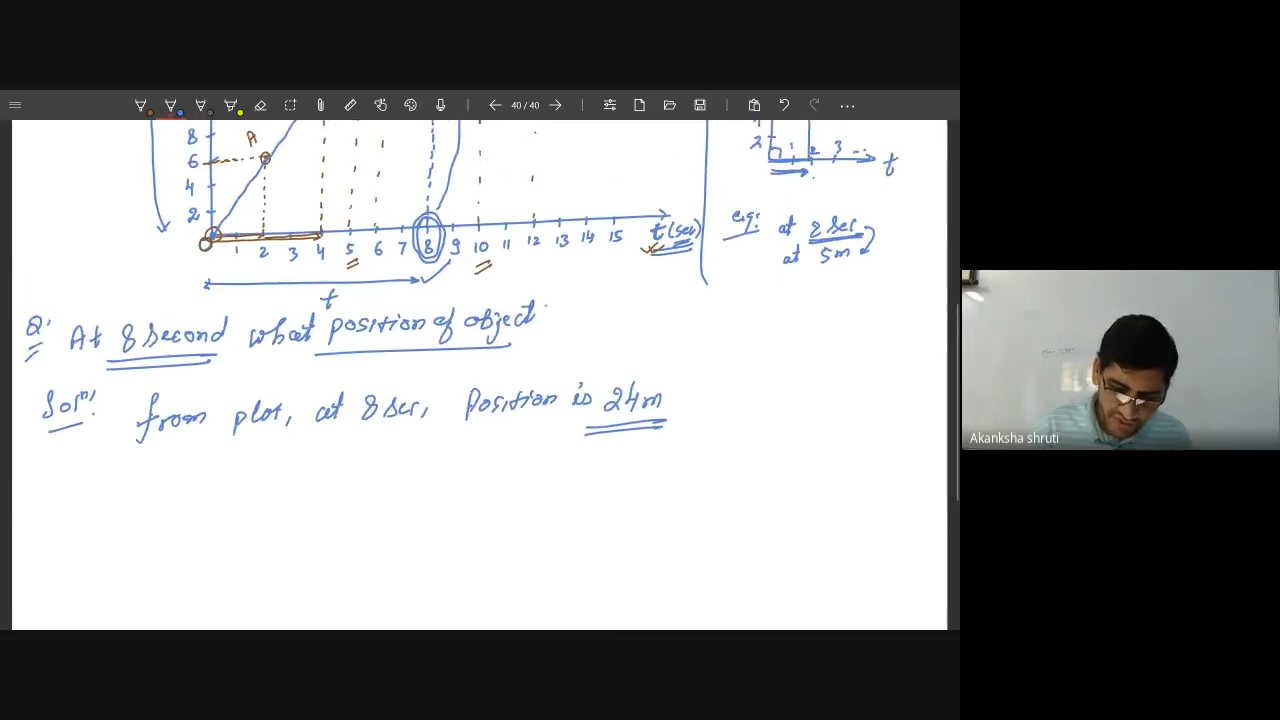 40 / 40
8
A
6
4
2
1 2 3 4 5 6 7 8 9 10 11 12 13 14 15
t (sec)
t
2
1 2 3 ...
t
e.g:
at 2 sec
at 5m
Q: At 8 second what position of object
Solⁿ: from plot, at 8 sec, Position is 24m
Akanksha shruti